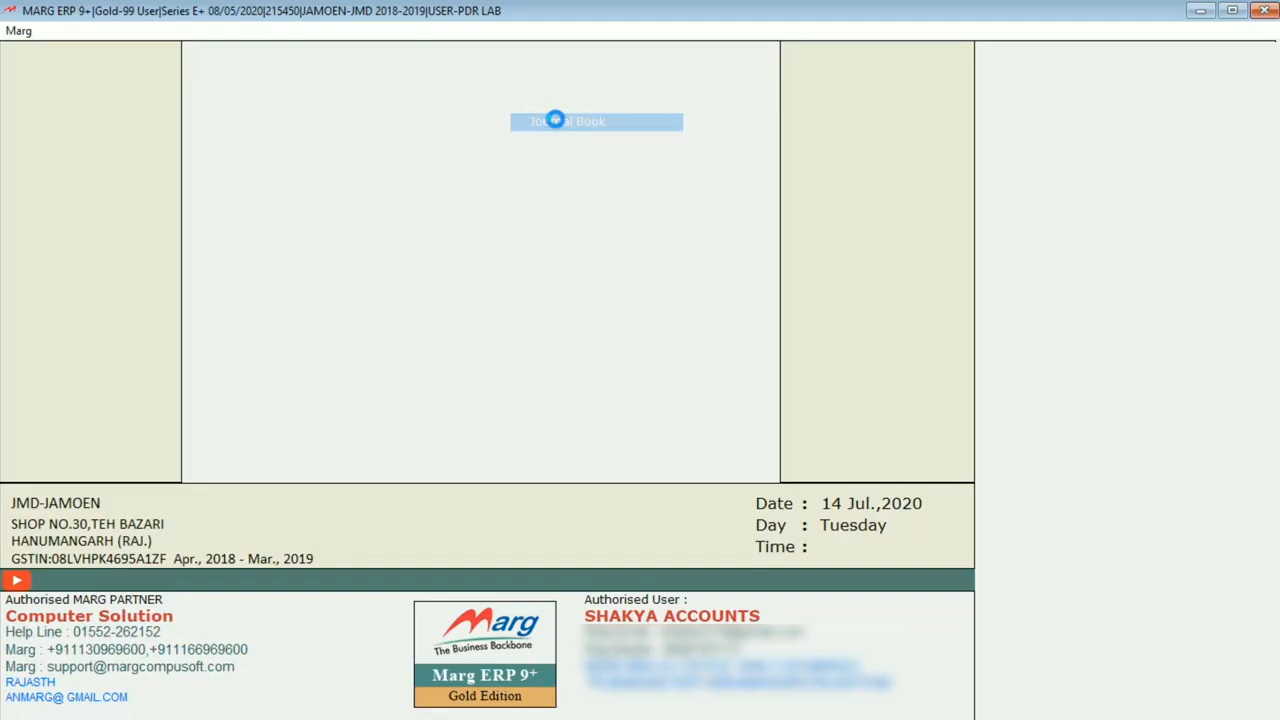 MARG ERP 9+|Gold-99 User|Series E+ 08/05/2020|215450|JAMOEN-JMD 2018-2019|USER-PDR LAB
Marg
Journal Book
JMD-JAMOEN
SHOP NO.30,TEH BAZARI
HANUMANGARH (RAJ.)
GSTIN:08LVHPK4695A1ZF Apr., 2018 - Mar., 2019
Date : 14 Jul.,2020
Day : Tuesday
Time :
Authorised MARG PARTNER
Computer Solution
Help Line : 01552-262152
Marg : +911130969600,+911166969600
Marg : support@margcompusoft.com
RAJASTH
ANMARG@ GMAIL.COM
Marg
The Business Backbone
Marg ERP 9+
Gold Edition
Authorised User :
SHAKYA ACCOUNTS